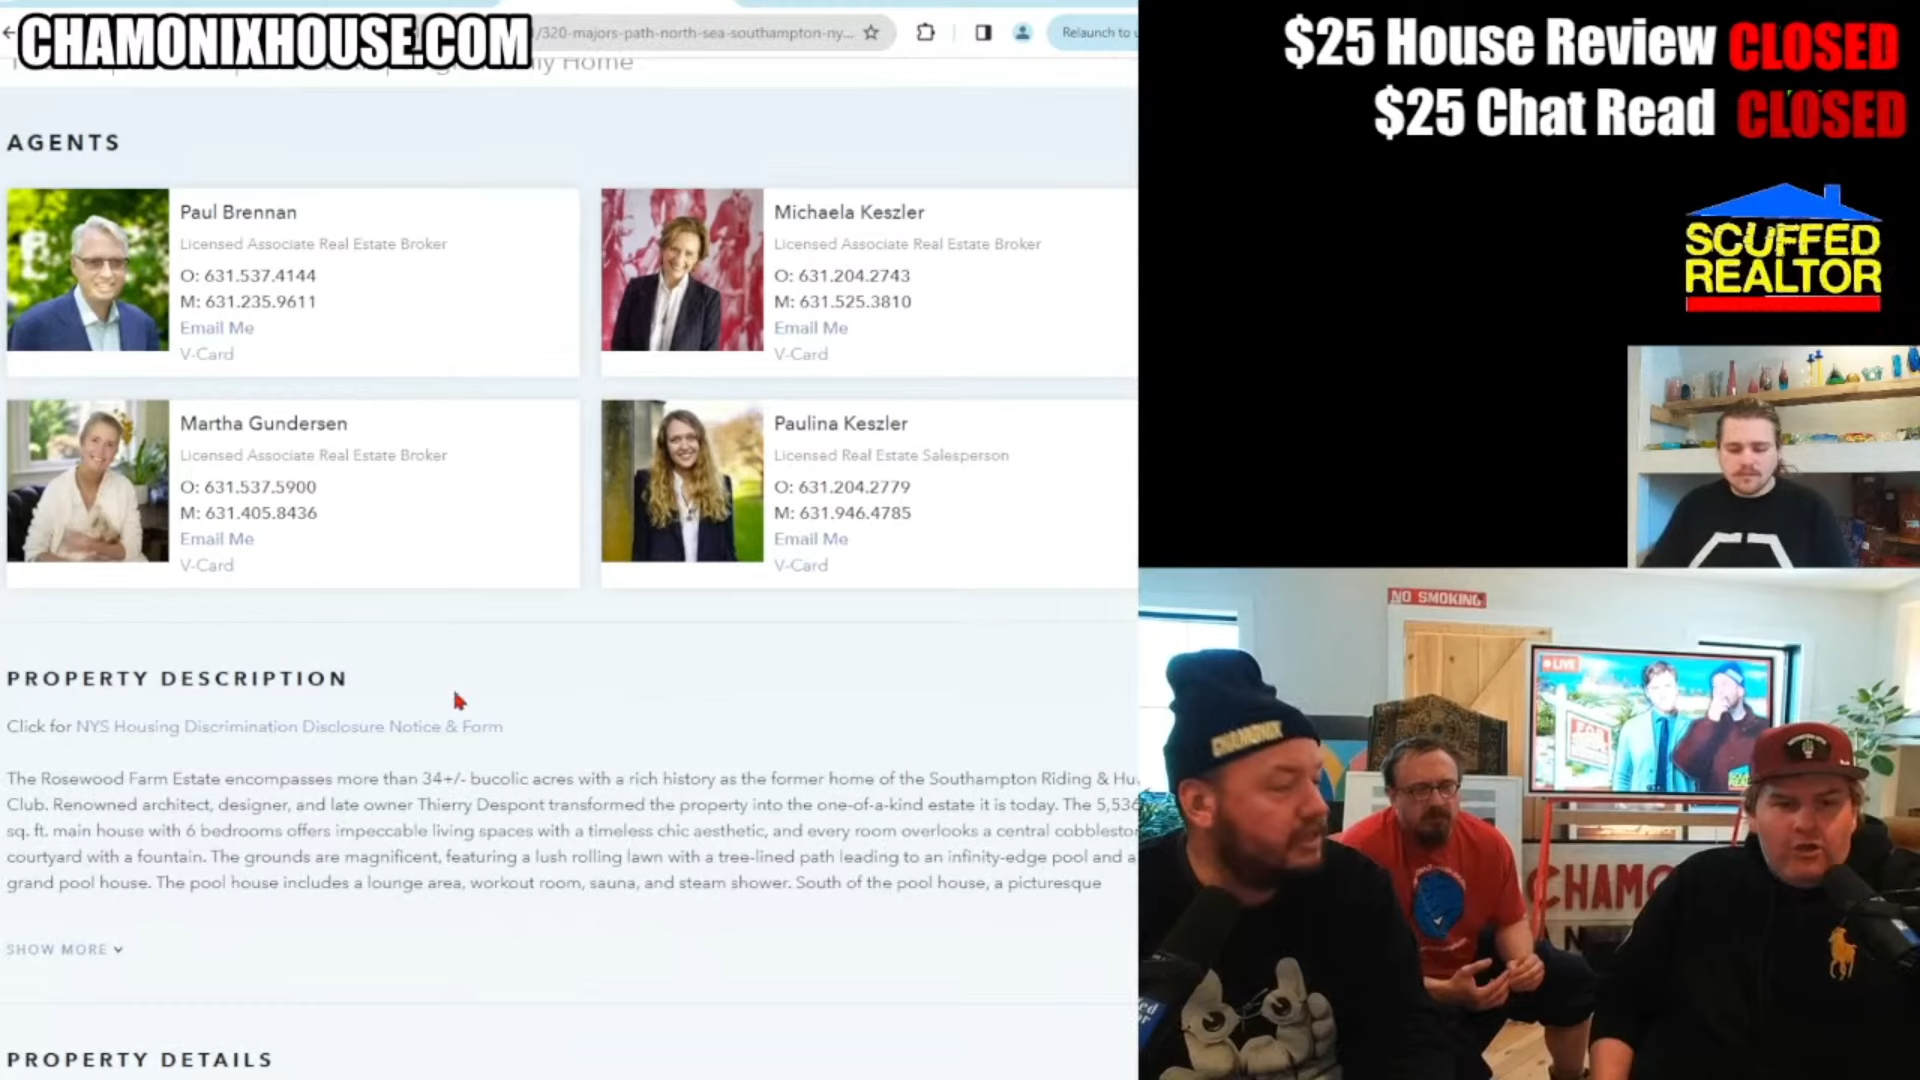 CHAMONIXHOUSE.COM
/320-majors-path-north-sea-southampton-ny...
Relaunch to u
ly Home
AGENTS
Paul Brennan
Licensed Associate Real Estate Broker
O: 631.537.4144
M: 631.235.9611
Email Me
V-Card
Michaela Keszler
Licensed Associate Real Estate Broker
O: 631.204.2743
M: 631.525.3810
Email Me
V-Card
Martha Gundersen
Licensed Associate Real Estate Broker
O: 631.537.5900
M: 631.405.8436
Email Me
V-Card
Paulina Keszler
Licensed Real Estate Salesperson
O: 631.204.2779
M: 631.946.4785
Email Me
V-Card
PROPERTY DESCRIPTION
Click for NYS Housing Discrimination Disclosure Notice & Form
The Rosewood Farm Estate encompasses more than 34+/- bucolic acres with a rich history as the former home of the Southampton Riding & Hu
Club. Renowned architect, designer, and late owner Thierry Despont transformed the property into the one-of-a-kind estate it is today. The 5,536
sq. ft. main house with 6 bedrooms offers impeccable living spaces with a timeless chic aesthetic, and every room overlooks a central cobblestor
courtyard with a fountain. The grounds are magnificent, featuring a lush rolling lawn with a tree-lined path leading to an infinity-edge pool and a
grand pool house. The pool house includes a lounge area, workout room, sauna, and steam shower. South of the pool house, a picturesque
SHOW MORE
PROPERTY DETAILS
$25 House Review CLOSED
$25 Chat Read CLOSED
SCUFFED
REALTOR
NO SMOKING
LIVE
CHAMONIX
CHAMO